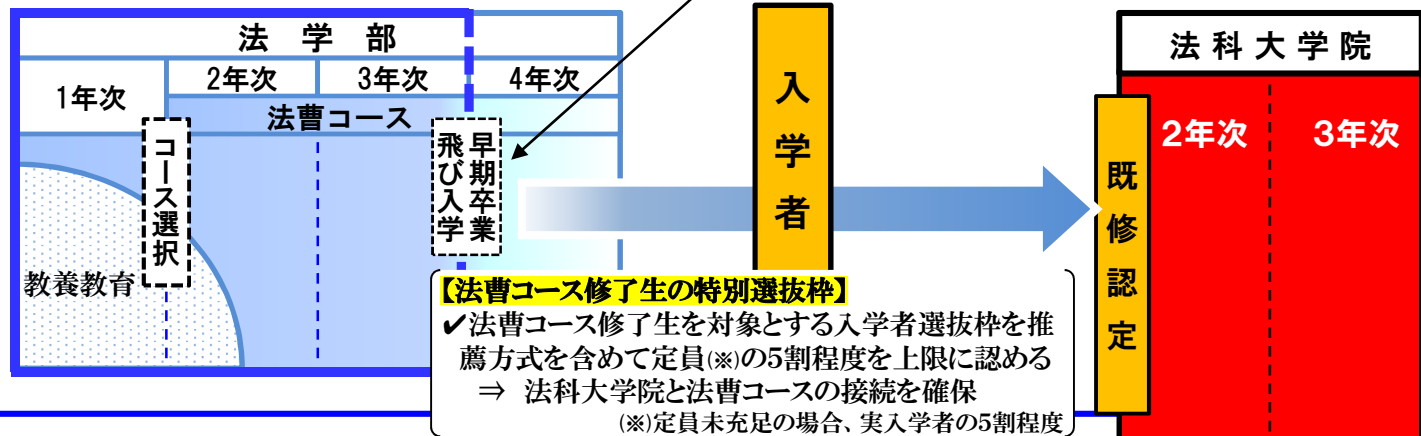 法学部
1年次
2年次
3年次
4年次
法曹コース
コース選択
早期卒業
飛び入学
教養教育
入学者
【法曹コース修了生の特別選抜枠】
✔法曹コース修了生を対象とする入学者選抜枠を推
薦方式を含めて定員(※)の5割程度を上限に認める
⇒ 法科大学院と法曹コースの接続を確保
(※)定員未充足の場合、実入学者の5割程度
法科大学院
既修認定
2年次
3年次